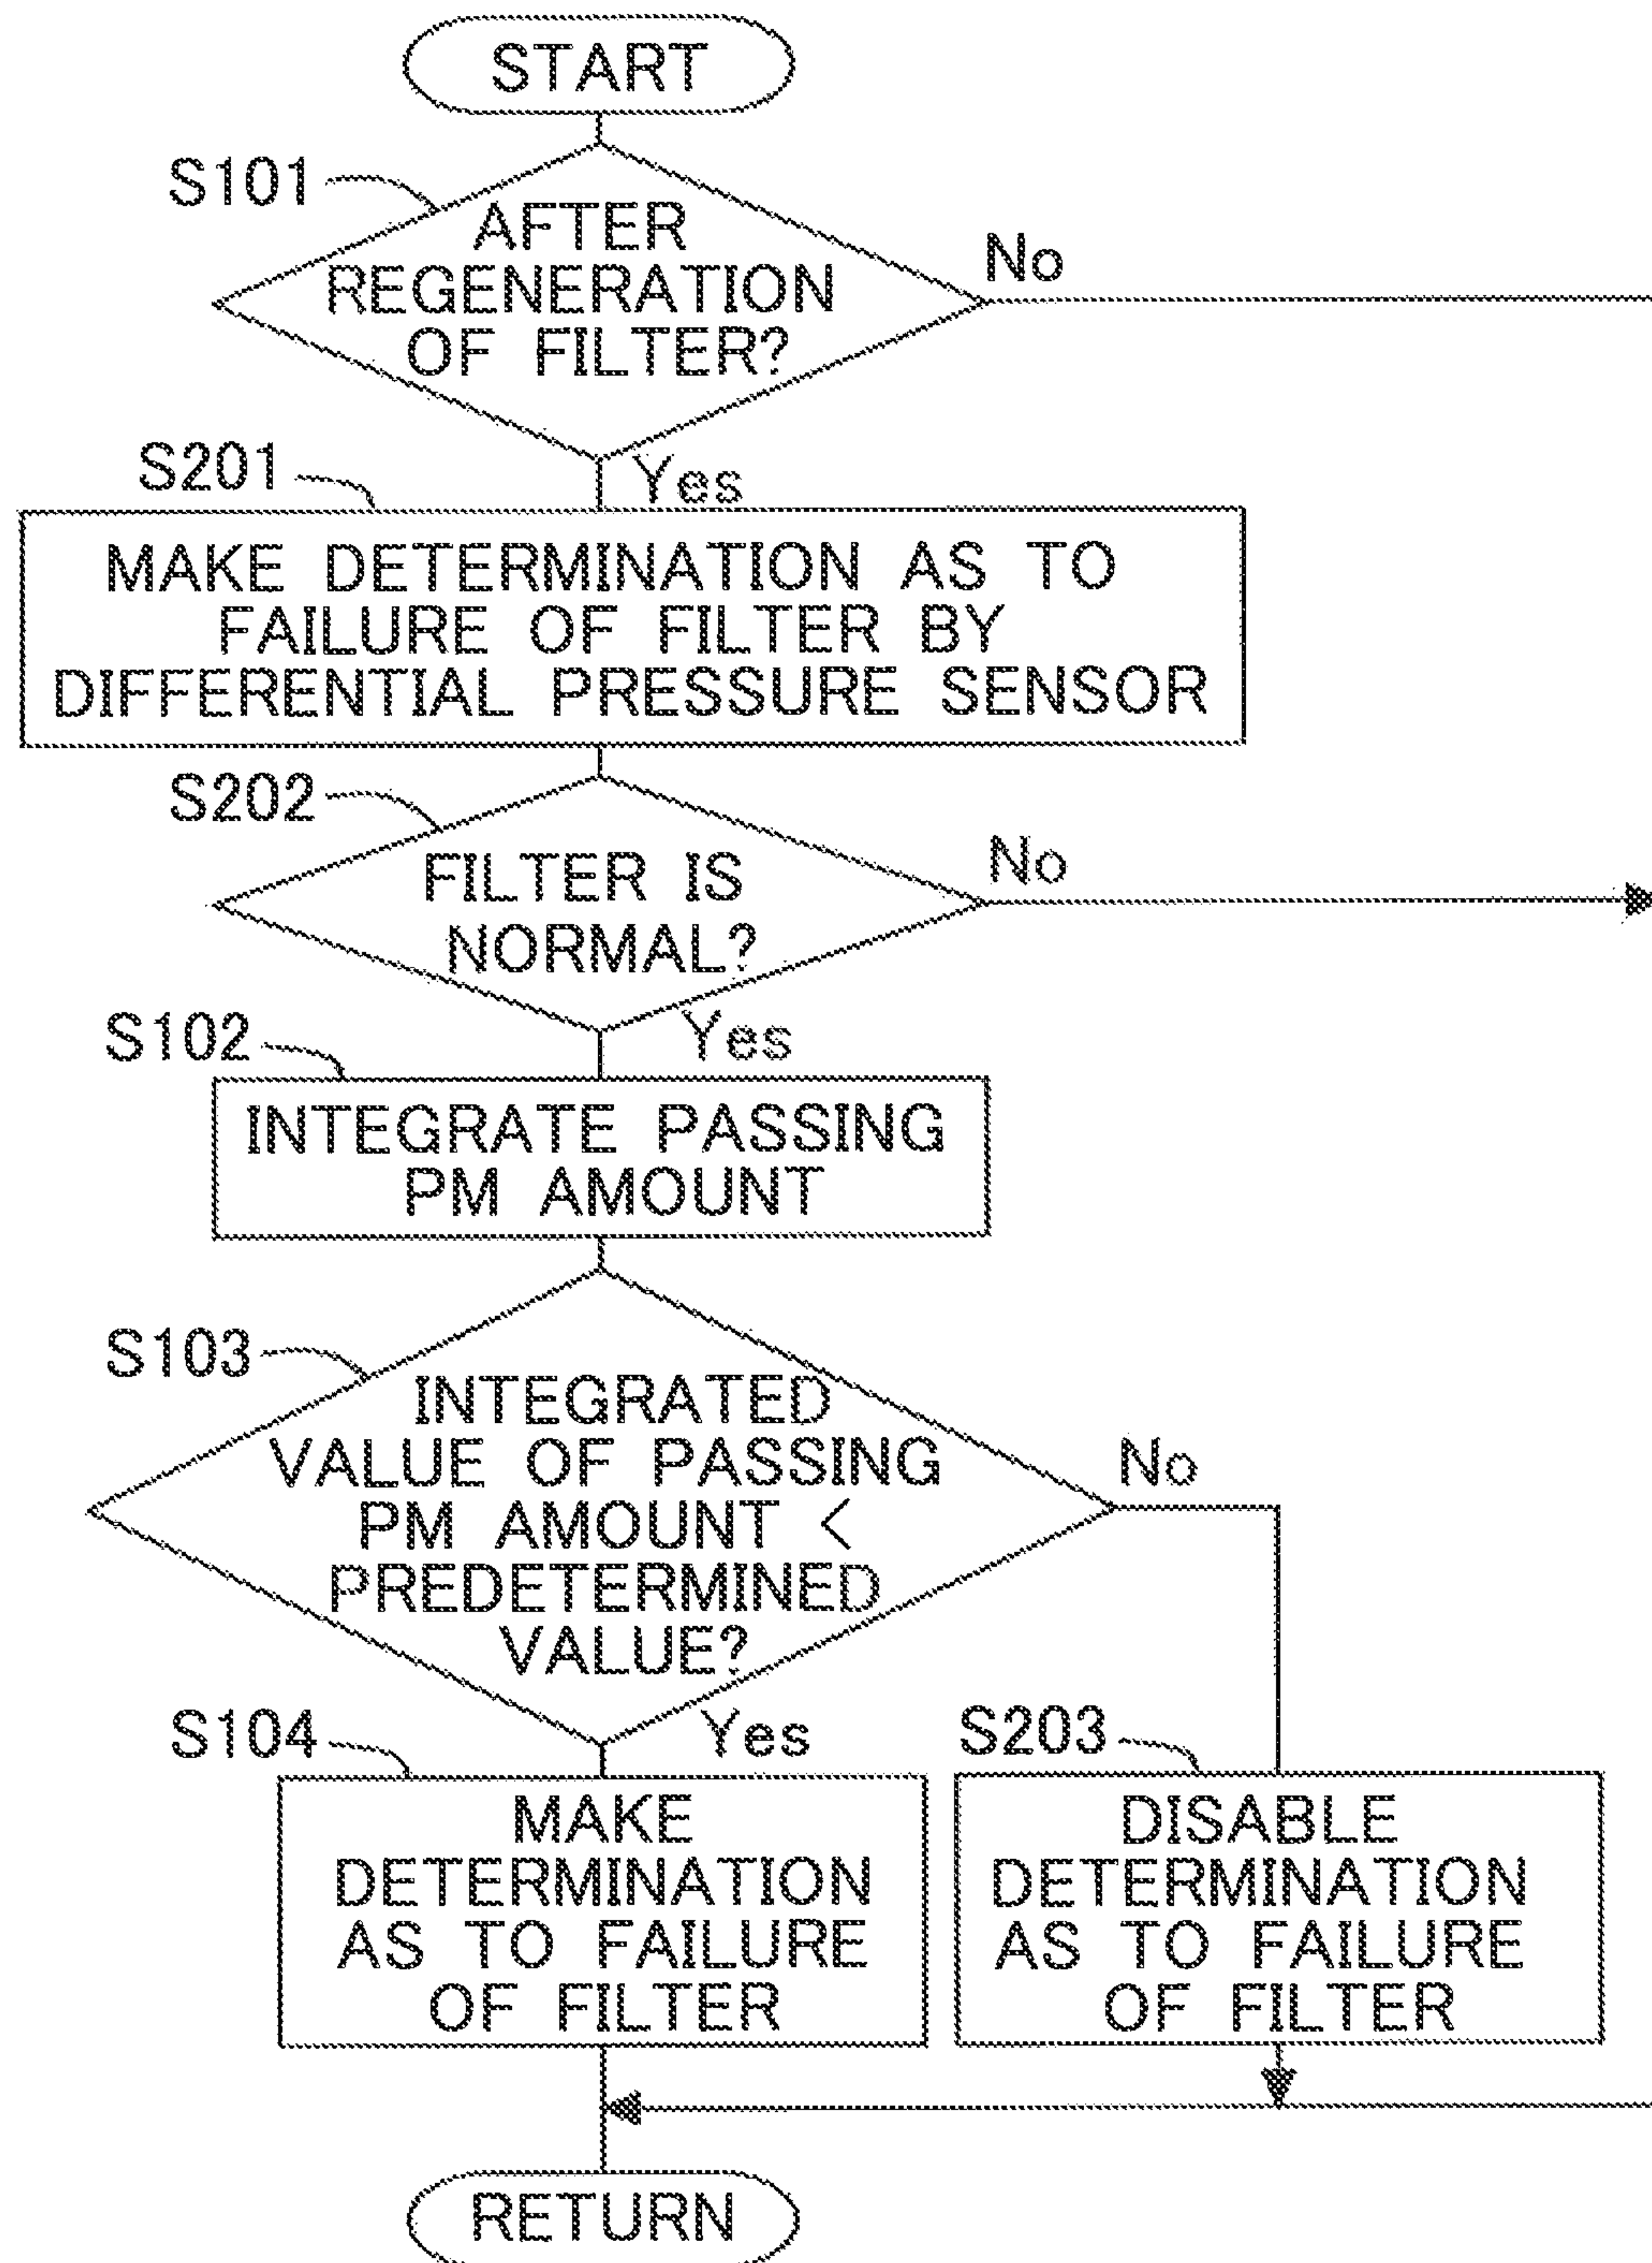 START
S101
AFTER
REGENERATION
OF FILTER?
No
Yes
S201
MAKE DETERMINATION AS TO
FAILURE OF FILTER BY
DIFFERENTIAL PRESSURE SENSOR
S202
FILTER IS
NORMAL?
No
Yes
S102
INTEGRATE PASSING
PM AMOUNT
S103
INTEGRATED
VALUE OF PASSING
PM AMOUNT <
PREDETERMINED
VALUE?
No
Yes
S104
MAKE
DETERMINATION
AS TO FAILURE
OF FILTER
S203
DISABLE
DETERMINATION
AS TO FAILURE
OF FILTER
RETURN